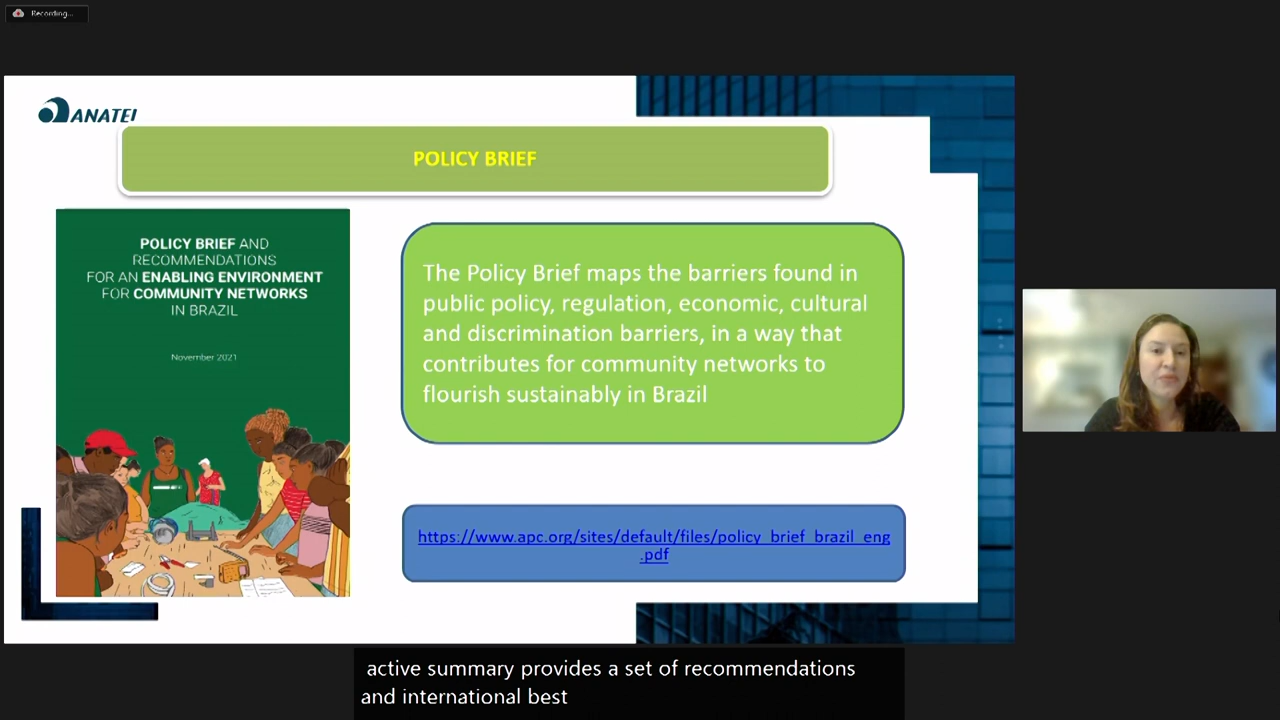 Recording...
ANATEL
POLICY BRIEF
POLICY BRIEF AND
RECOMMENDATIONS
FOR AN ENABLING ENVIRONMENT
FOR COMMUNITY NETWORKS
IN BRAZIL
November 2021
The Policy Brief maps the barriers found in
public policy, regulation, economic, cultural
and discrimination barriers, in a way that
contributes for community networks to
flourish sustainably in Brazil
https://www.apc.org/sites/default/files/policy_brief_brazil_eng
.pdf
active summary provides a set of recommendations
and international best